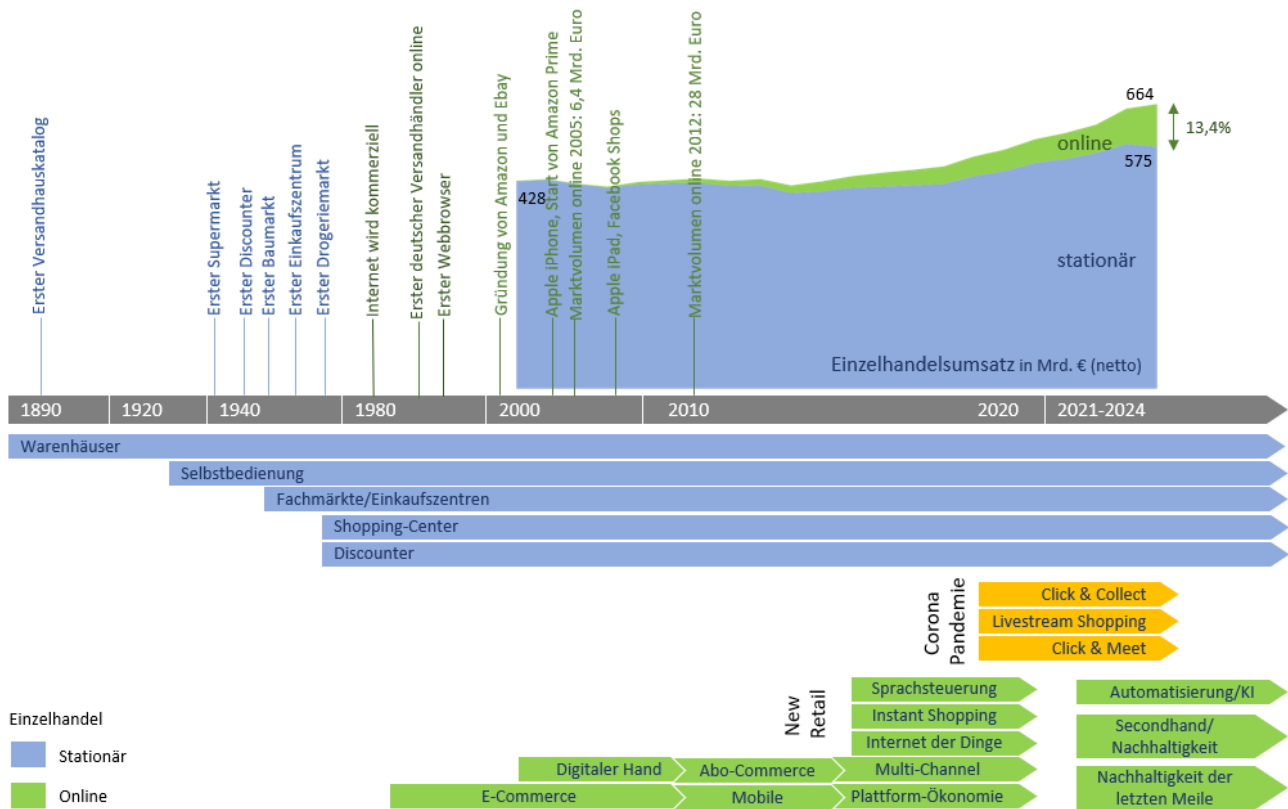 Erster Versandhauskatalog
Erster Supermarkt
Erster Discounter
Erster Baumarkt
Erster Einkaufszentrum
Erster Drogeriemarkt
Internet wird kommerziell
Erster deutscher Versandhändler online
Erster Webbrowser
Gründung von Amazon und Ebay
Apple iPhone, Start von Amazon Prime
Marktvolumen online 2005: 6,4 Mrd. Euro
Apple iPad, Facebook Shops
Marktvolumen online 2012: 28 Mrd. Euro
664
13,4%
online
575
428
stationär
Einzelhandelsumsatz in Mrd. € (netto)
1890 1920 1940 1980 2000 2010 2020 2021-2024
Warenhäuser
Selbstbedienung
Fachmärkte/Einkaufszentren
Shopping-Center
Discounter
Corona
Pandemie
Click & Collect
Livestream Shopping
Click & Meet
New
Retail
Sprachsteuerung
Instant Shopping
Internet der Dinge
Automatisierung/KI
Secondhand/
Nachhaltigkeit
Nachhaltigkeit der
letzten Meile
Digitaler Hand Abo-Commerce Multi-Channel
E-Commerce Mobile Plattform-Ökonomie
Einzelhandel
Stationär
Online